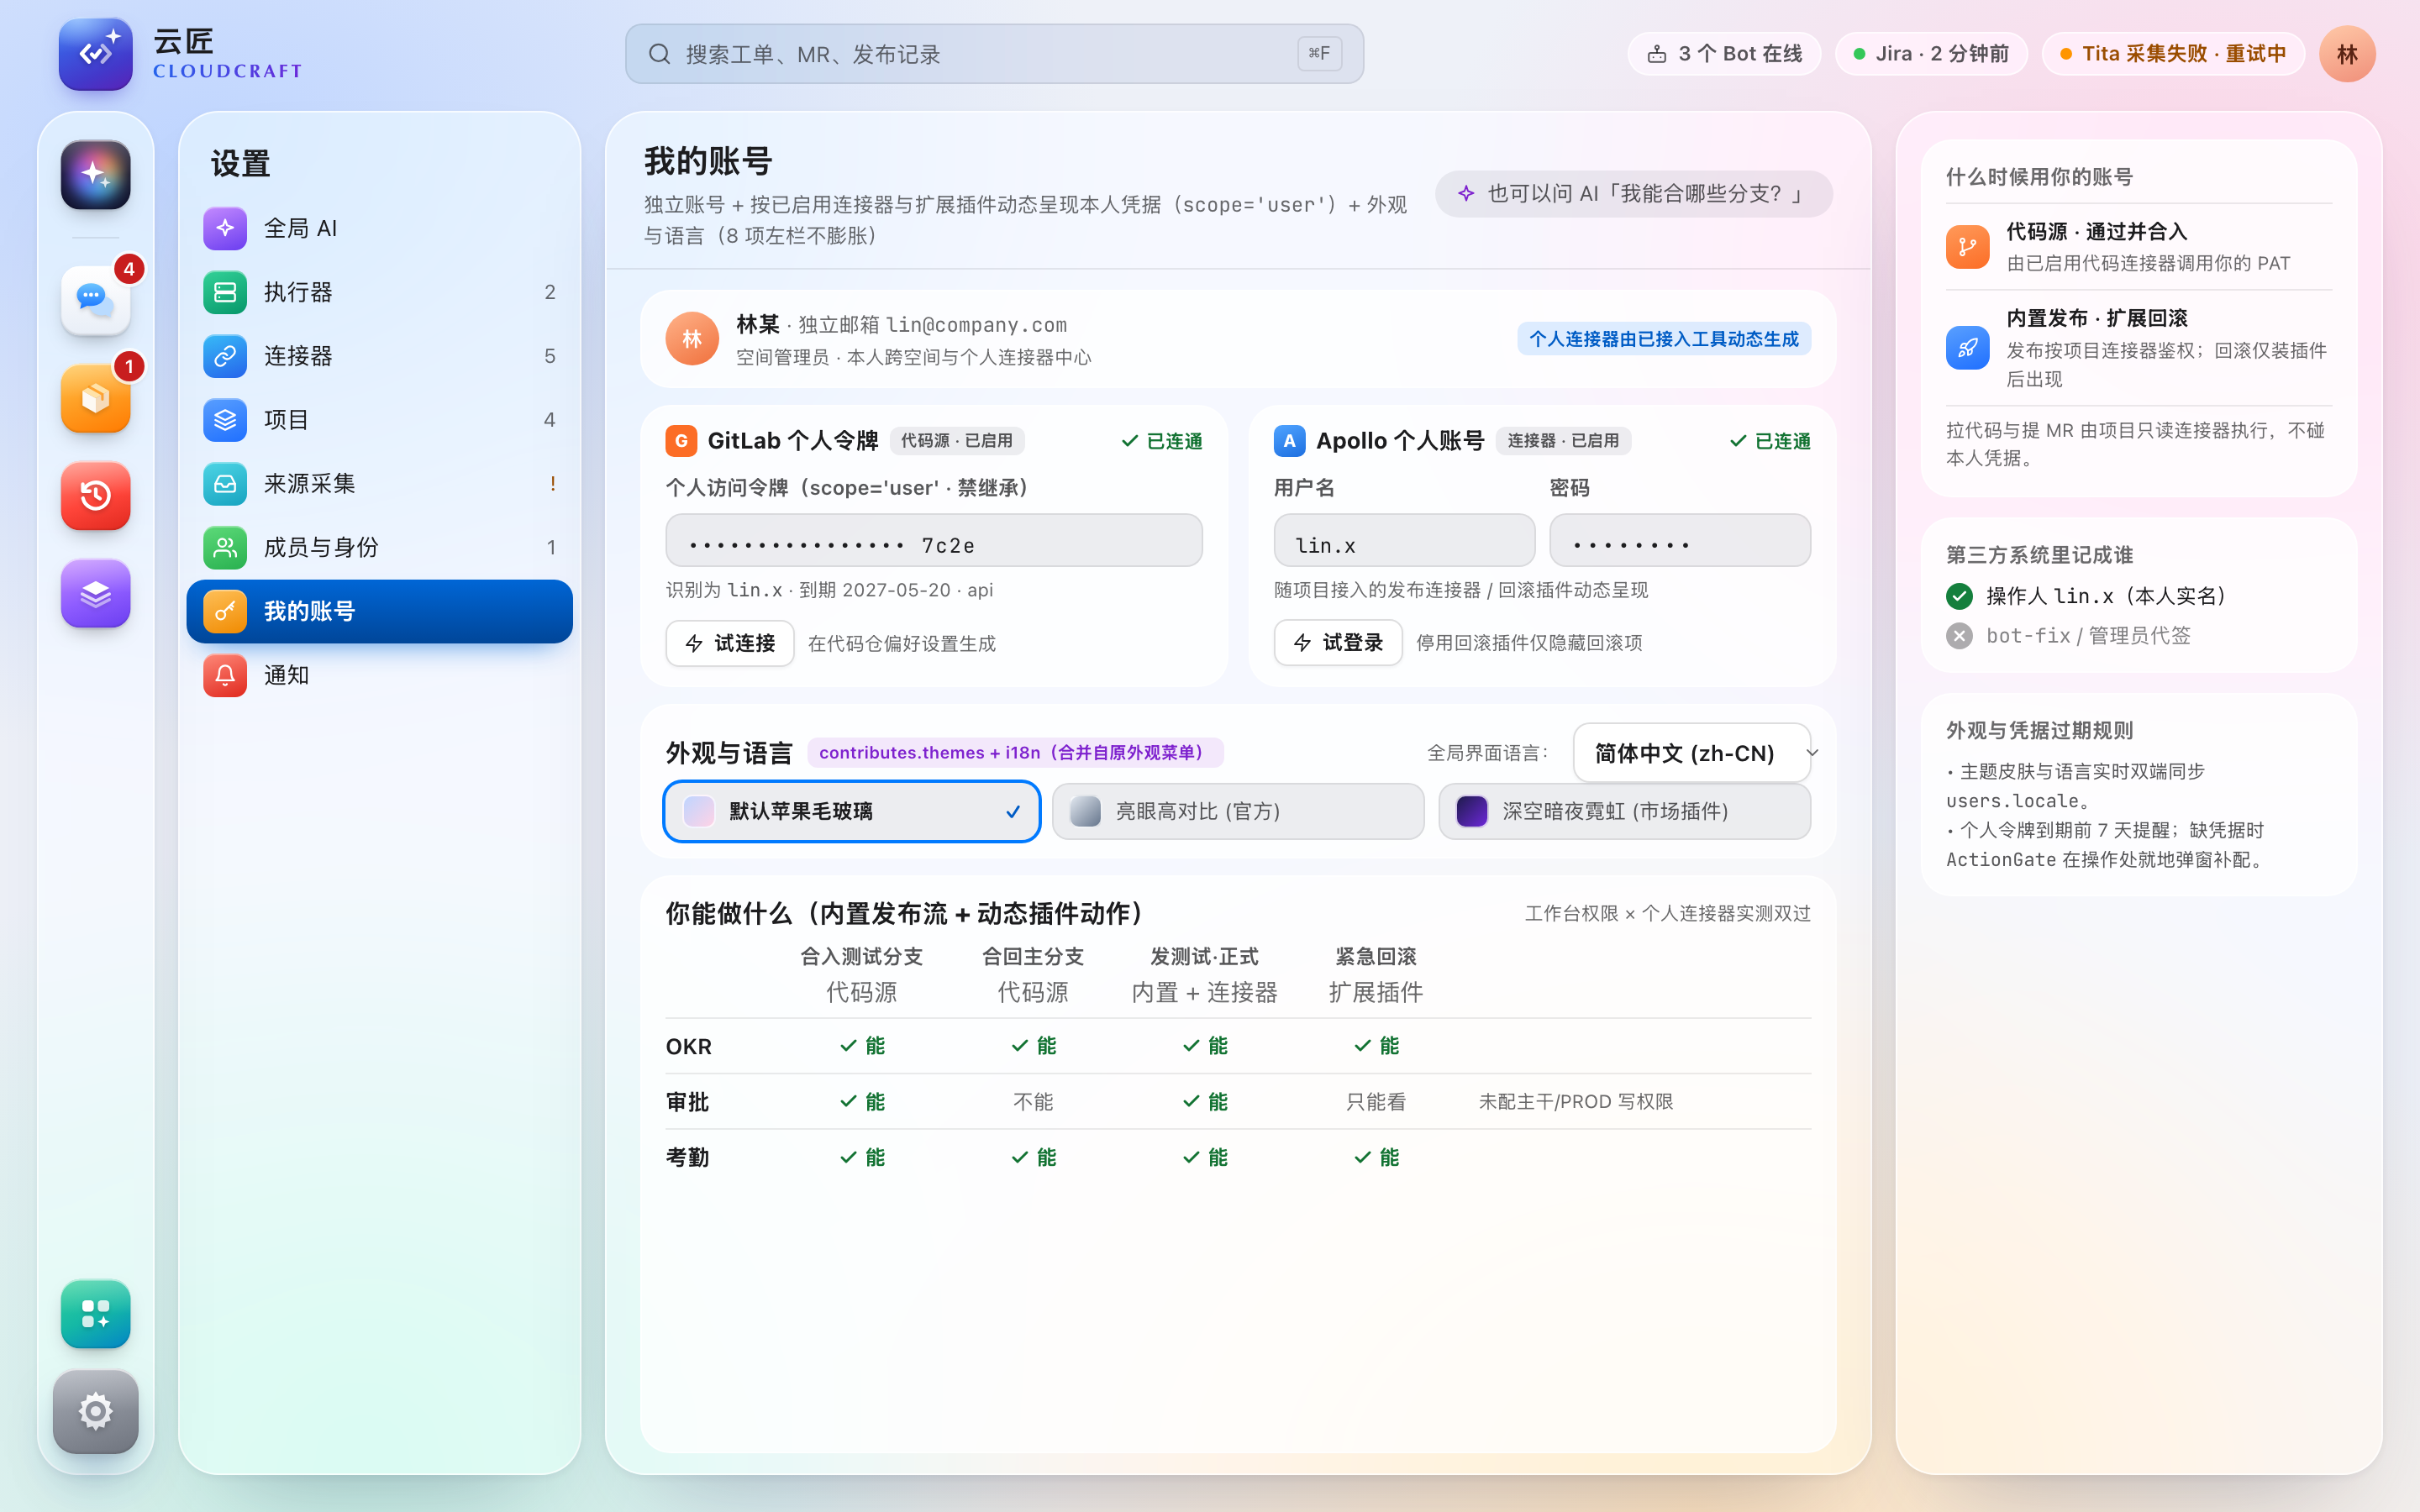 云匠
CLOUDCRAFT
搜索工单、MR、发布记录
⌘F
3 个 Bot 在线
Jira · 2 分钟前
Tita 采集失败 · 重试中
林
4
1
设置
全局 AI
执行器 2
连接器 5
项目 4
来源采集 !
成员与身份 1
我的账号
通知
我的账号
独立账号 + 按已启用连接器与扩展插件动态呈现本人凭据（scope='user'）+ 外观
与语言（8 项左栏不膨胀）
也可以问 AI「我能合哪些分支？」
林
林某 · 独立邮箱 lin@company.com
空间管理员 · 本人跨空间与个人连接器中心
个人连接器由已接入工具动态生成
G GitLab 个人令牌 代码源 · 已启用 已连通
个人访问令牌（scope='user' · 禁继承）
•••••••••••••••• 7c2e
识别为 lin.x · 到期 2027-05-20 · api
试连接 在代码仓偏好设置生成
A Apollo 个人账号 连接器 · 已启用 已连通
用户名 密码
lin.x ••••••••
随项目接入的发布连接器 / 回滚插件动态呈现
试登录 停用回滚插件仅隐藏回滚项
外观与语言 contributes.themes + i18n（合并自原外观菜单） 全局界面语言： 简体中文 (zh-CN)
默认苹果毛玻璃 亮眼高对比 (官方) 深空暗夜霓虹 (市场插件)
你能做什么（内置发布流 + 动态插件动作） 工作台权限 × 个人连接器实测双过
合入测试分支 合回主分支 发测试·正式 紧急回滚
代码源 代码源 内置 + 连接器 扩展插件
OKR 能 能 能 能
审批 能 不能 能 只能看 未配主干/PROD 写权限
考勤 能 能 能 能
什么时候用你的账号
代码源 · 通过并合入
由已启用代码连接器调用你的 PAT
内置发布 · 扩展回滚
发布按项目连接器鉴权；回滚仅装插件
后出现
拉代码与提 MR 由项目只读连接器执行，不碰
本人凭据。
第三方系统里记成谁
操作人 lin.x（本人实名）
bot-fix / 管理员代签
外观与凭据过期规则
• 主题皮肤与语言实时双端同步
users.locale。
• 个人令牌到期前 7 天提醒；缺凭据时
ActionGate 在操作处就地弹窗补配。